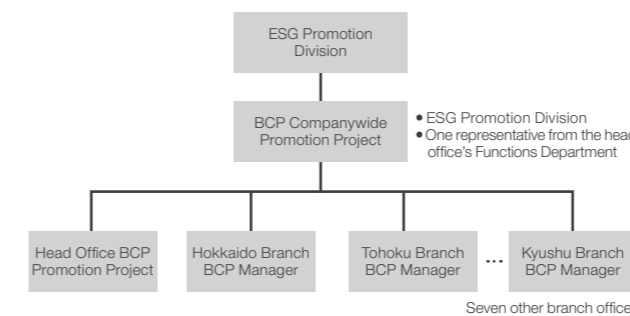 ESG Promotion
Division
BCP Companywide
Promotion Project
● ESG Promotion Division
● One representative from the head
office's Functions Department
Head Office BCP
Promotion Project
Hokkaido Branch
BCP Manager
Tohoku Branch
BCP Manager
...
Kyushu Branch
BCP Manager
Seven other branch office